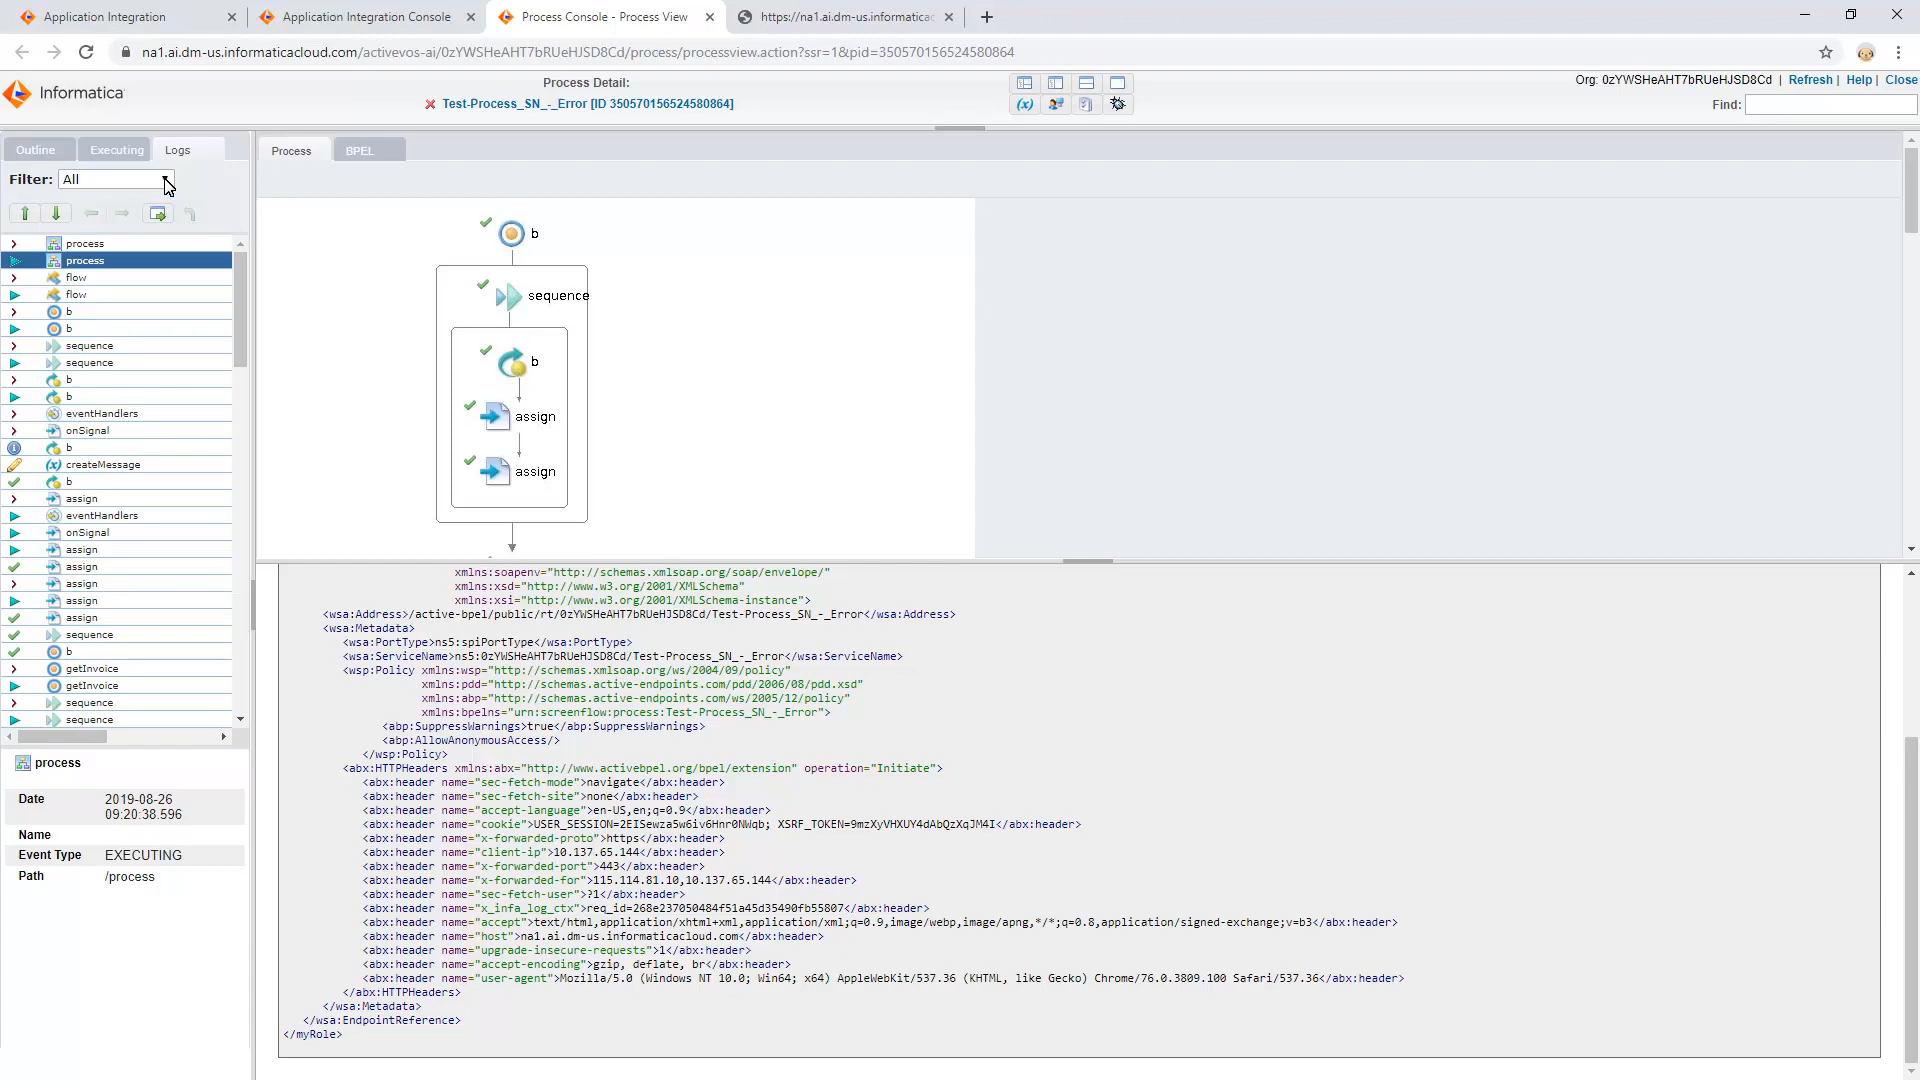 Application Integration
Application Integration Console
Process Console - Process View
https://na1.ai.dm-us.informaticac
na1.ai.dm-us.informaticacloud.com/activevos-ai/0zYWSHeAHT7bRUeHJSD8Cd/process/processview.action?ssr=1&pid=350570156524580864
Informatica
Process Detail:
Test-Process_SN_-_Error [ID 350570156524580864]
Org: 0zYWSHeAHT7bRUeHJSD8Cd | Refresh | Help | Close
Find:
Outline
Executing
Logs
Filter: All
process
process
flow
flow
b
b
sequence
sequence
b
b
eventHandlers
onSignal
b
(x) createMessage
b
assign
eventHandlers
onSignal
assign
assign
assign
assign
assign
sequence
b
getInvoice
getInvoice
sequence
sequence
process
Date 2019-08-26
09:20:38.596
Name
Event Type EXECUTING
Path /process
Process
BPEL
b
sequence
b
assign
assign
xmlns:soapenv="http://schemas.xmlsoap.org/soap/envelope/"
xmlns:xsd="http://www.w3.org/2001/XMLSchema"
xmlns:xsi="http://www.w3.org/2001/XMLSchema-instance">
<wsa:Address>/active-bpel/public/rt/0zYWSHeAHT7bRUeHJSD8Cd/Test-Process_SN_-_Error</wsa:Address>
<wsa:Metadata>
<wsa:PortType>ns5:spiPortType</wsa:PortType>
<wsa:ServiceName>ns5:0zYWSHeAHT7bRUeHJSD8Cd/Test-Process_SN_-_Error</wsa:ServiceName>
<wsp:Policy xmlns:wsp="http://schemas.xmlsoap.org/ws/2004/09/policy"
xmlns:pdd="http://schemas.active-endpoints.com/pdd/2006/08/pdd.xsd"
xmlns:abp="http://schemas.active-endpoints.com/ws/2005/12/policy"
xmlns:bpelns="urn:screenflow:process:Test-Process_SN_-_Error">
<abp:SuppressWarnings>true</abp:SuppressWarnings>
<abp:AllowAnonymousAccess/>
</wsp:Policy>
<abx:HTTPHeaders xmlns:abx="http://www.activebpel.org/bpel/extension" operation="Initiate">
<abx:header name="sec-fetch-mode">navigate</abx:header>
<abx:header name="sec-fetch-site">none</abx:header>
<abx:header name="accept-language">en-US,en;q=0.9</abx:header>
<abx:header name="cookie">USER_SESSION=2EISewza5w6iv6Hnr0NWqb; XSRF_TOKEN=9mzXyVHXUY4dAbQzXqJM4I</abx:header>
<abx:header name="x-forwarded-proto">https</abx:header>
<abx:header name="client-ip">10.137.65.144</abx:header>
<abx:header name="x-forwarded-port">443</abx:header>
<abx:header name="x-forwarded-for">115.114.81.10,10.137.65.144</abx:header>
<abx:header name="sec-fetch-user">?1</abx:header>
<abx:header name="x_infa_log_ctx">req_id=268e237050484f51a45d35490fb55807</abx:header>
<abx:header name="accept">text/html,application/xhtml+xml,application/xml;q=0.9,image/webp,image/apng,*/*;q=0.8,application/signed-exchange;v=b3</abx:header>
<abx:header name="host">na1.ai.dm-us.informaticacloud.com</abx:header>
<abx:header name="upgrade-insecure-requests">1</abx:header>
<abx:header name="accept-encoding">gzip, deflate, br</abx:header>
<abx:header name="user-agent">Mozilla/5.0 (Windows NT 10.0; Win64; x64) AppleWebKit/537.36 (KHTML, like Gecko) Chrome/76.0.3809.100 Safari/537.36</abx:header>
</abx:HTTPHeaders>
</wsa:Metadata>
</wsa:EndpointReference>
</myRole>